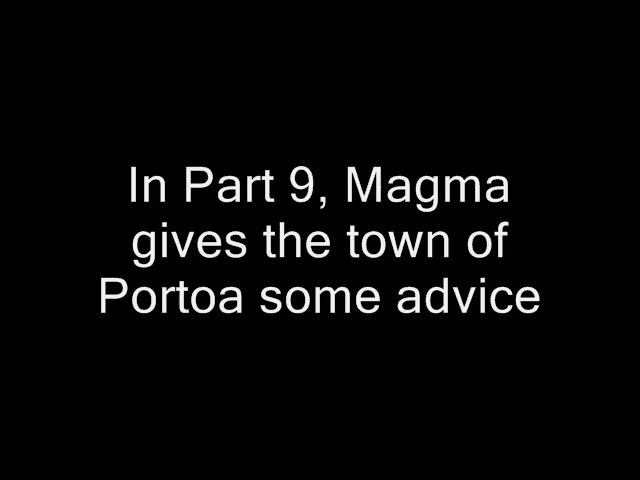 In Part 9, Magma
gives the town of
Portoa some advice